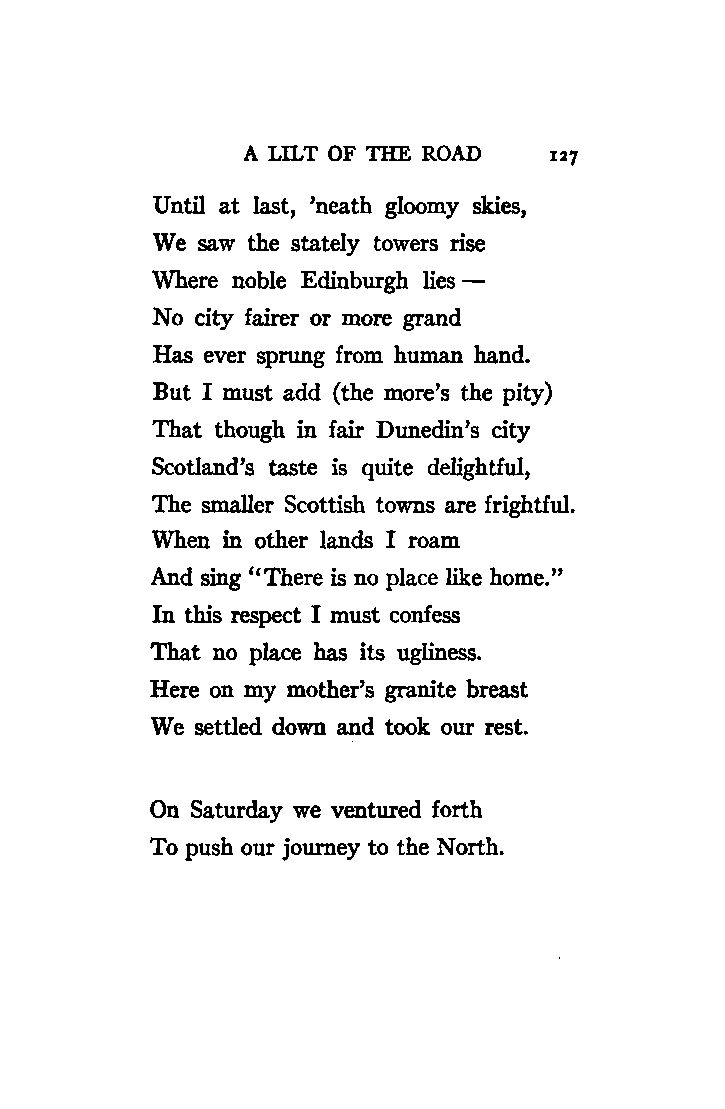 A LILT OF THE ROAD 127
Until at last, ’neath gloomy skies,
We saw the stately towers rise
Where noble Edinburgh lies —
No city fairer or more grand
Has ever sprung from human hand.
But I must add (the more’s the pity)
That though in fair Dunedin’s city
Scotland’s taste is quite delightful,
The smaller Scottish towns are frightful.
When in other lands I roam
And sing “There is no place like home.”
In this respect I must confess
That no place has its ugliness.
Here on my mother’s granite breast
We settled down and took our rest.
On Saturday we ventured forth
To push our journey to the North.